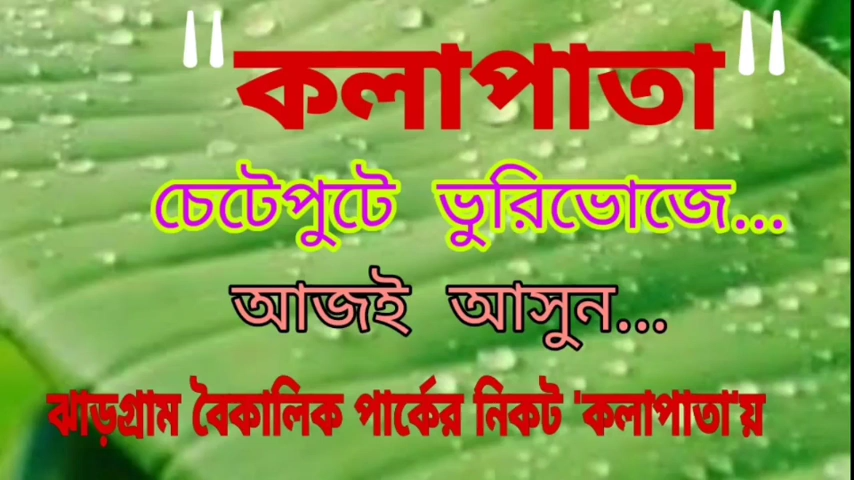 "কলাপাতা"
চেটেপুটে ভুরিভোজে...
আজই আসুন...
ঝাড়গ্রাম বৈকালিক পার্কের নিকট 'কলাপাতা'য়